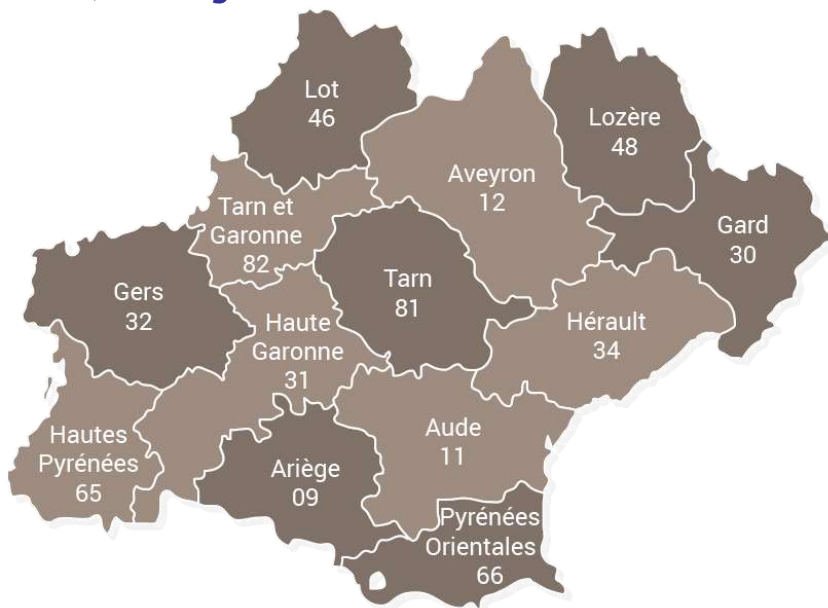 Lot
46
Lozère
48
Aveyron
12
Tarn et
Garonne
82
Gard
30
Tarn
81
Gers
32
Haute
Garonne
31
Hérault
34
Hautes
Pyrénées
65
Aude
11
Ariège
09
Pyrénées
Orientales
66